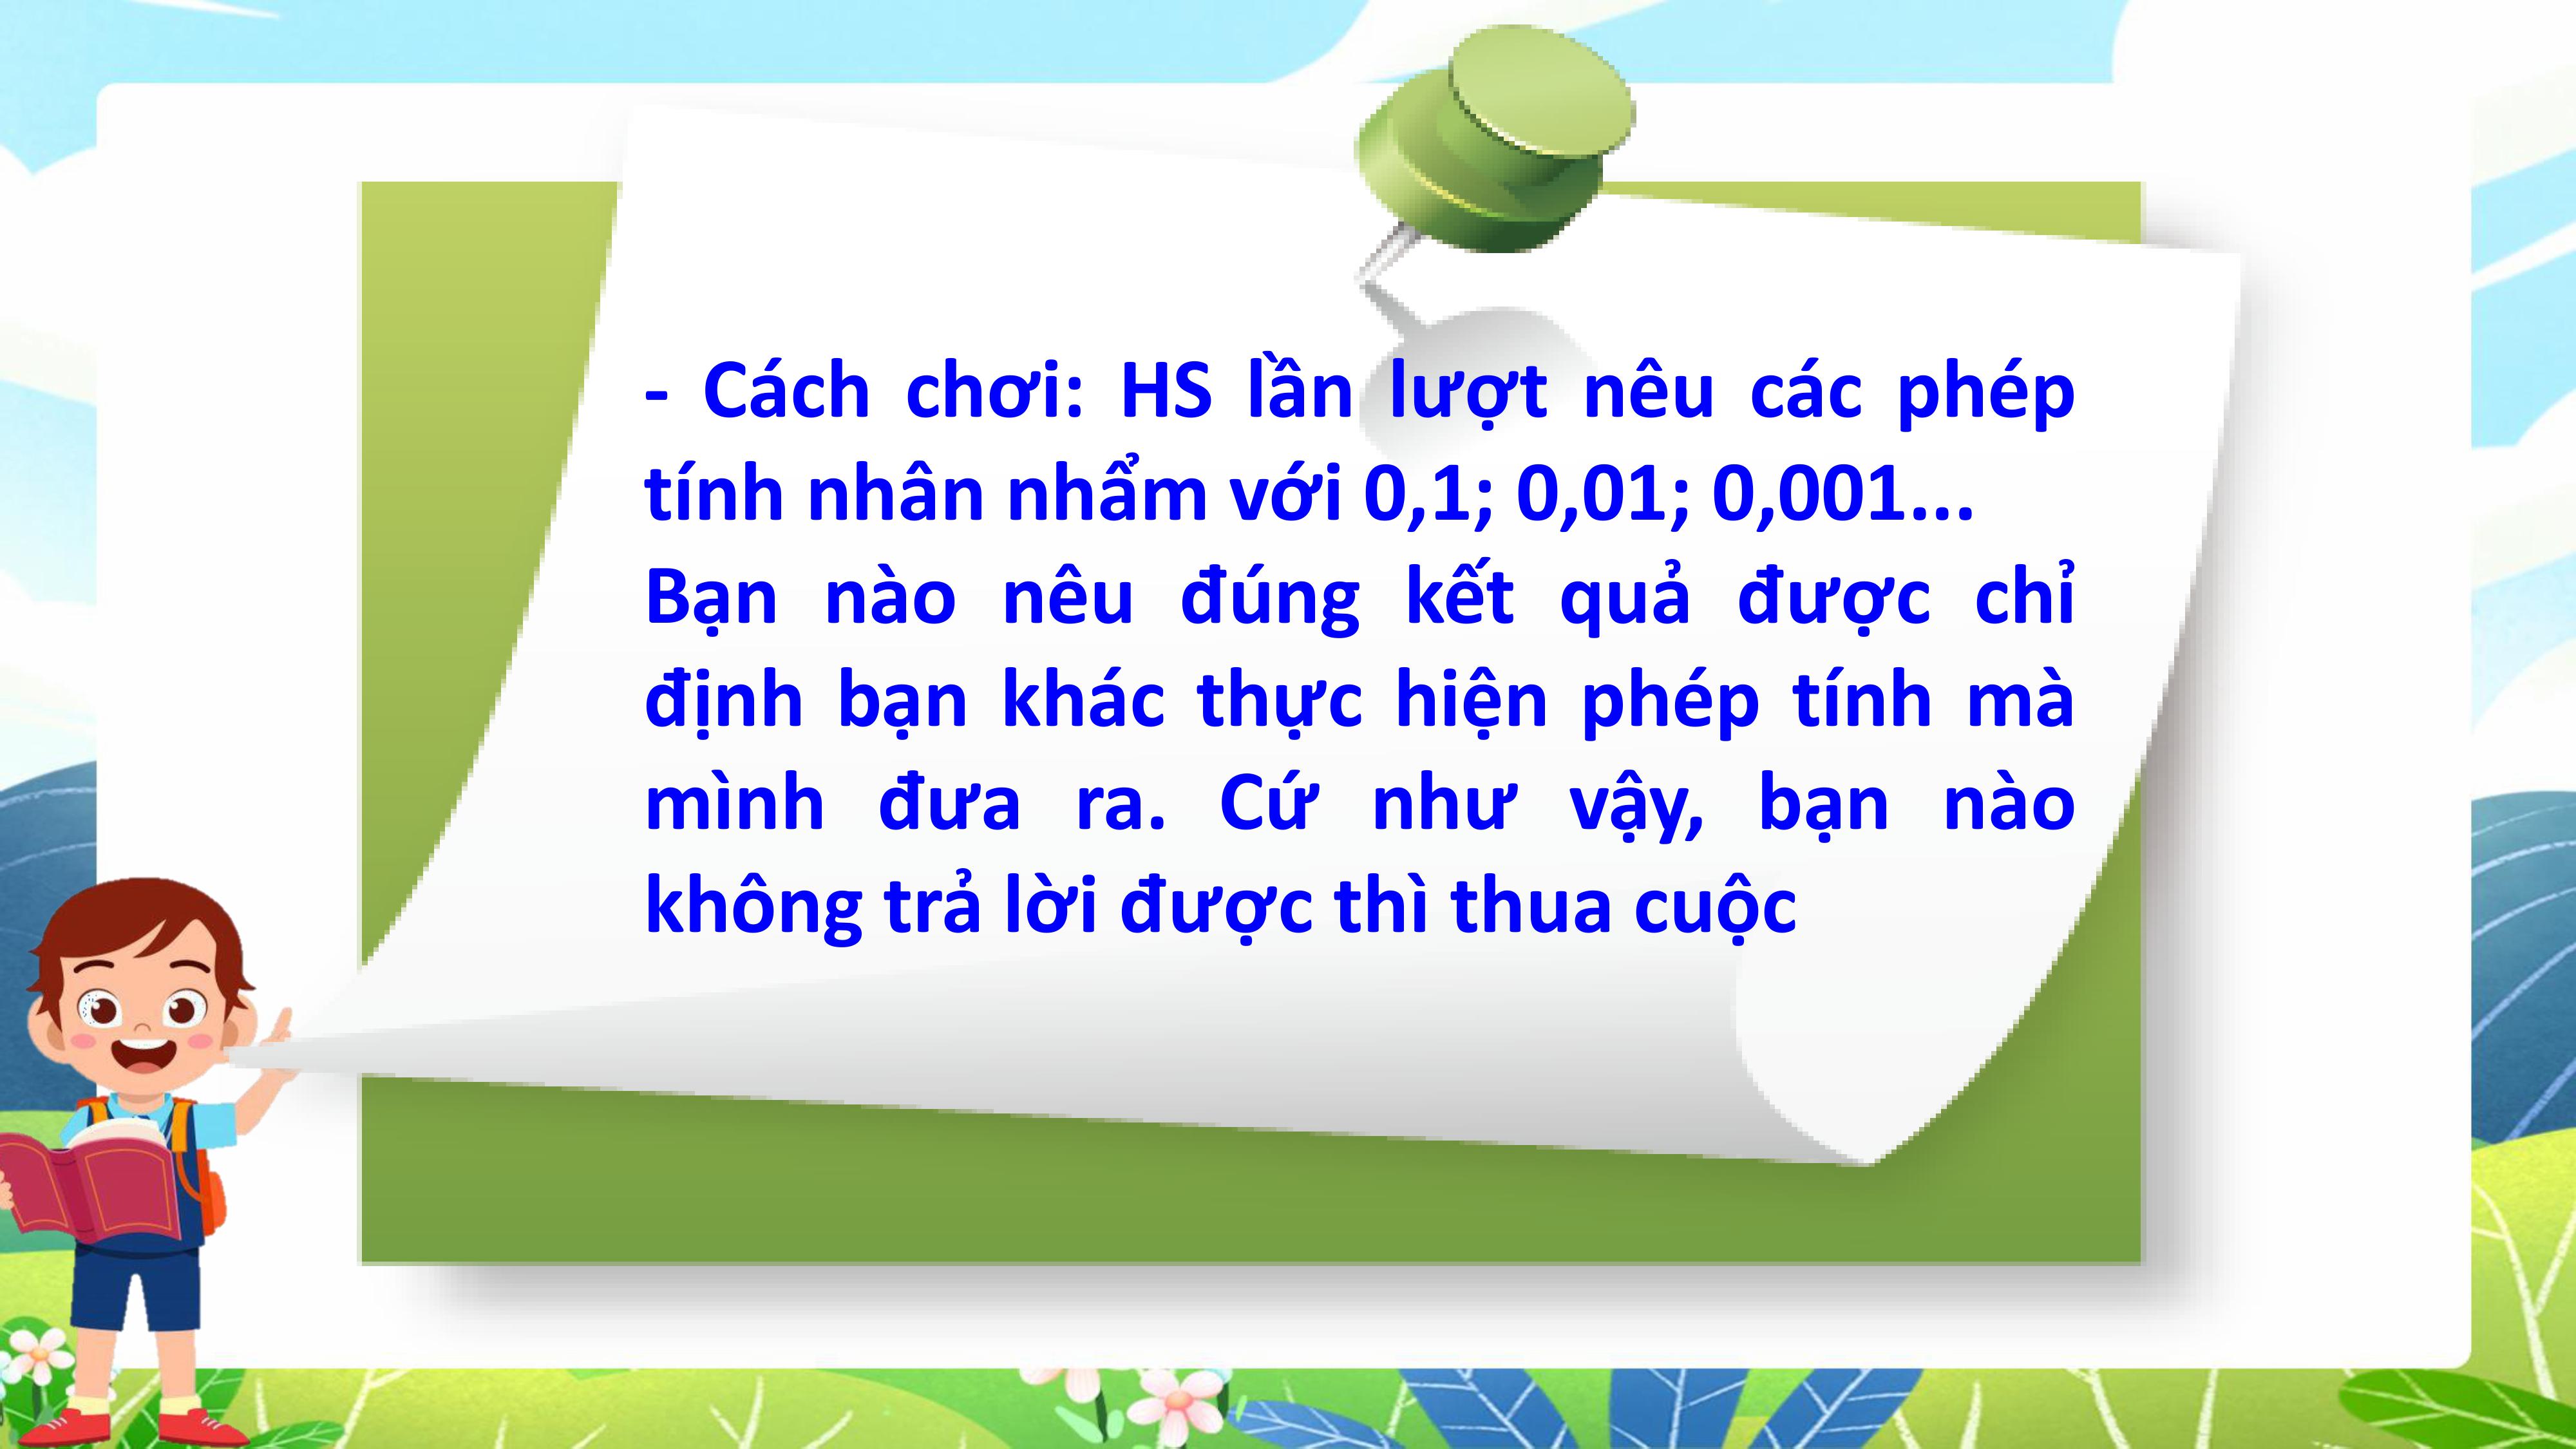 - Cách chơi: HS lần lượt nêu các phép
tính nhân nhẩm với 0,1; 0,01; 0,001...
Bạn nào nêu đúng kết quả được chỉ
định bạn khác thực hiện phép tính mà
mình đưa ra. Cứ như vậy, bạn nào
không trả lời được thì thua cuộc